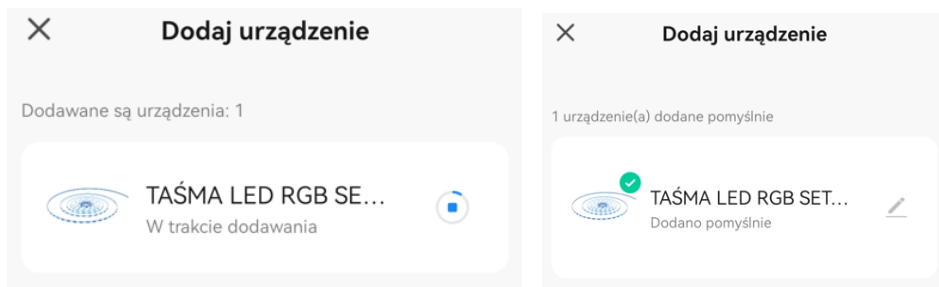 Dodaj urządzenie
Dodawane są urządzenia: 1
TAŚMA LED RGB SE...
W trakcie dodawania
Dodaj urządzenie
1 urządzenie(a) dodane pomyślnie
TAŚMA LED RGB SET...
Dodano pomyślnie